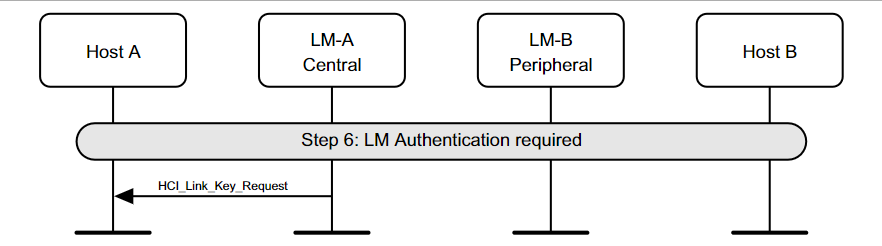 Host A
LM-A
Central
LM-B
Peripheral
Host B
Step 6: LM Authentication required
HCI_Link_Key_Request